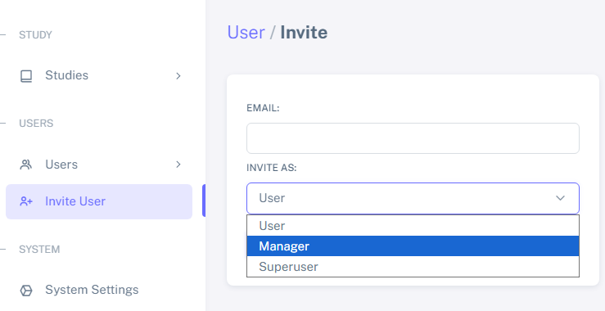 STUDY
Studies
USERS
Users
Invite User
SYSTEM
System Settings
User / Invite
EMAIL:
INVITE AS:
User
User
Manager
Superuser